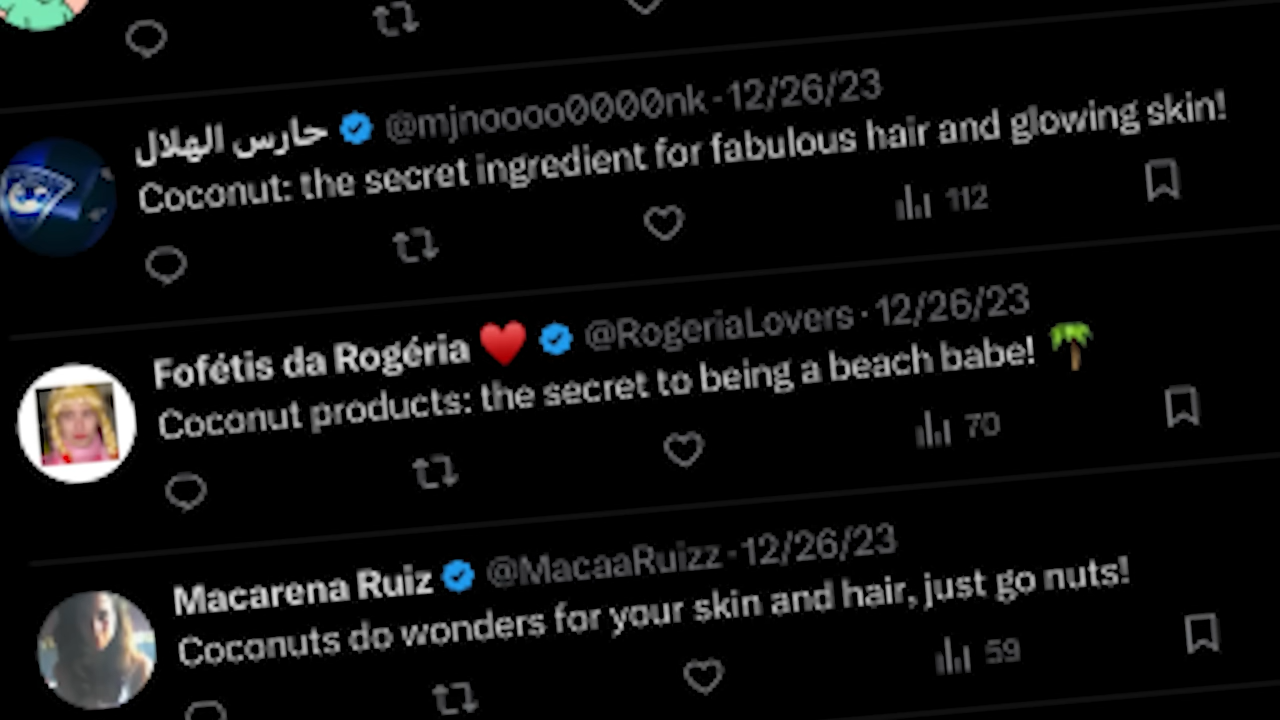 حارس الهلال @mjnoooo0000nk · 12/26/23
Coconut: the secret ingredient for fabulous hair and glowing skin!
112
Fofétis da Rogéria ❤️ @RogeriaLovers · 12/26/23
Coconut products: the secret to being a beach babe! 🌴
70
Macarena Ruiz @MacaaRuizz · 12/26/23
Coconuts do wonders for your skin and hair, just go nuts!
59